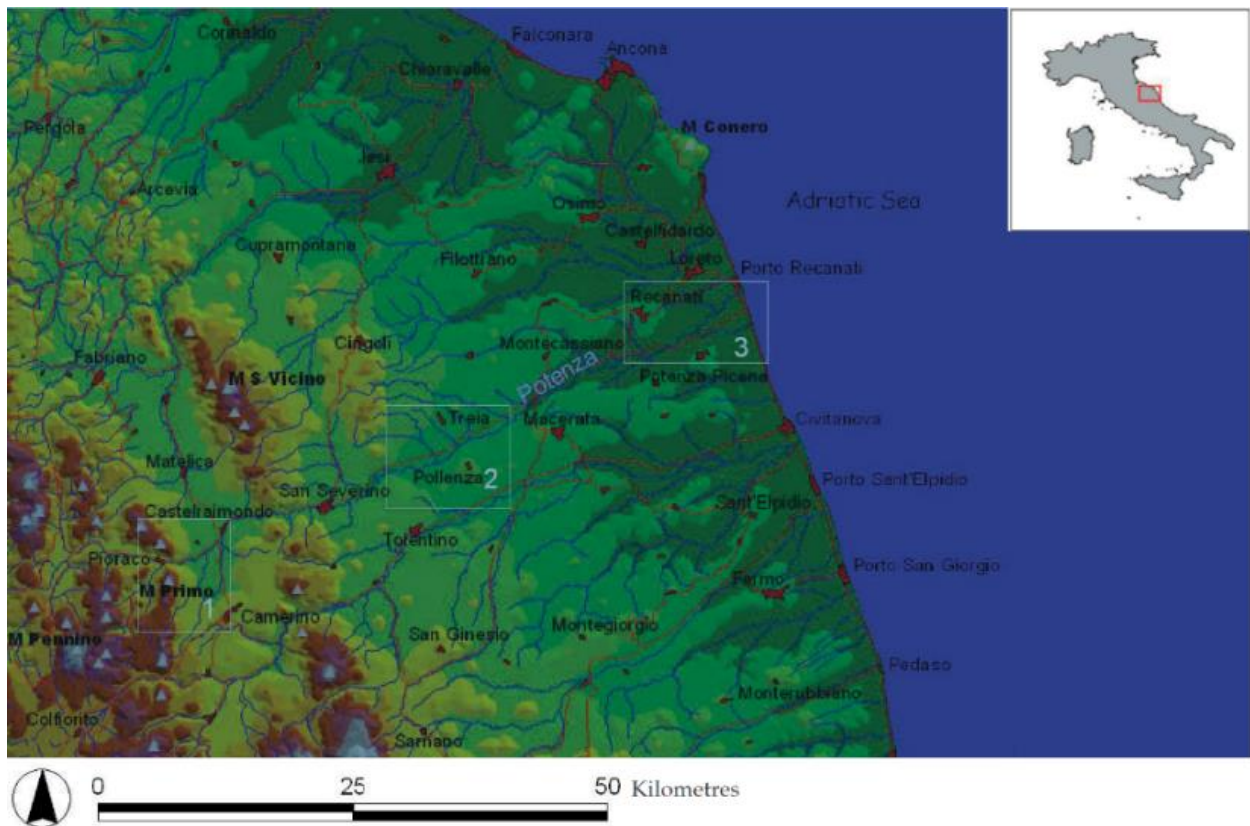 Corinaldo
Falconara
Ancona
Chiaravalle
Pergola
M Conero
Jesi
Arcevia
Adriatic Sea
Osimo
Castelfidardo
Cupramontana
Filottrano
Loreto
Porto Recanati
Recanati
Cingoli
Montecassiano
3
Fabriano
Potenza
M S Vicino
Potenza Picena
Treia
Macerata
Civitanova
Matelica
Pollenza
2
San Severino
Porto Sant'Elpidio
Castelraimondo
Sant'Elpidio
Tolentino
Pioraco
Porto San Giorgio
M Primo
1
Fermo
Camerino
M Pennino
San Ginesio
Montegiorgio
Pedaso
Monterubbiano
Colfiorito
Sarnano
0
25
50 Kilometres